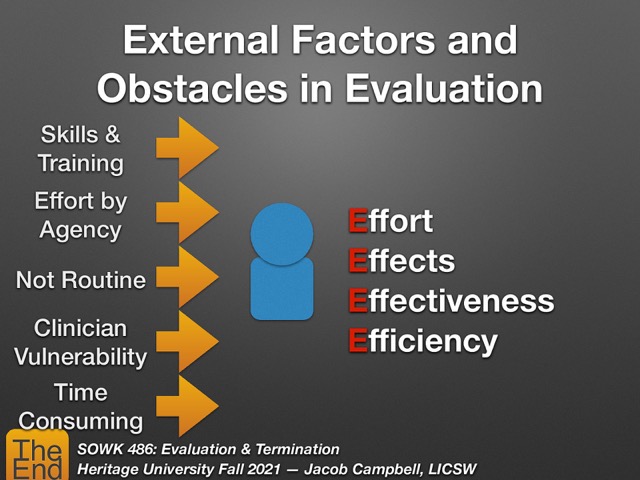 External Factors and
Obstacles in Evaluation
Skills &
Training
Effort by
Agency
Not Routine
Clinician
Vulnerability
Time
Consuming
Effort
Effects
Effectiveness
Efficiency
The
End
SOWK 486: Evaluation & Termination
Heritage University Fall 2021 — Jacob Campbell, LICSW